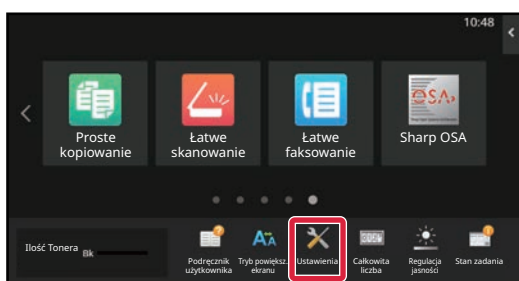 10:48
Proste
kopiowanie
Łatwe
skanowanie
Łatwe
faksowanie
OSA
Sharp OSA
Ilość Tonera
Bk
Podręcznik
użytkownika
Tryb powiększ.
ekranu
Ustawienia
Całkowita
liczba
Regulacja
jasności
Stan zadania